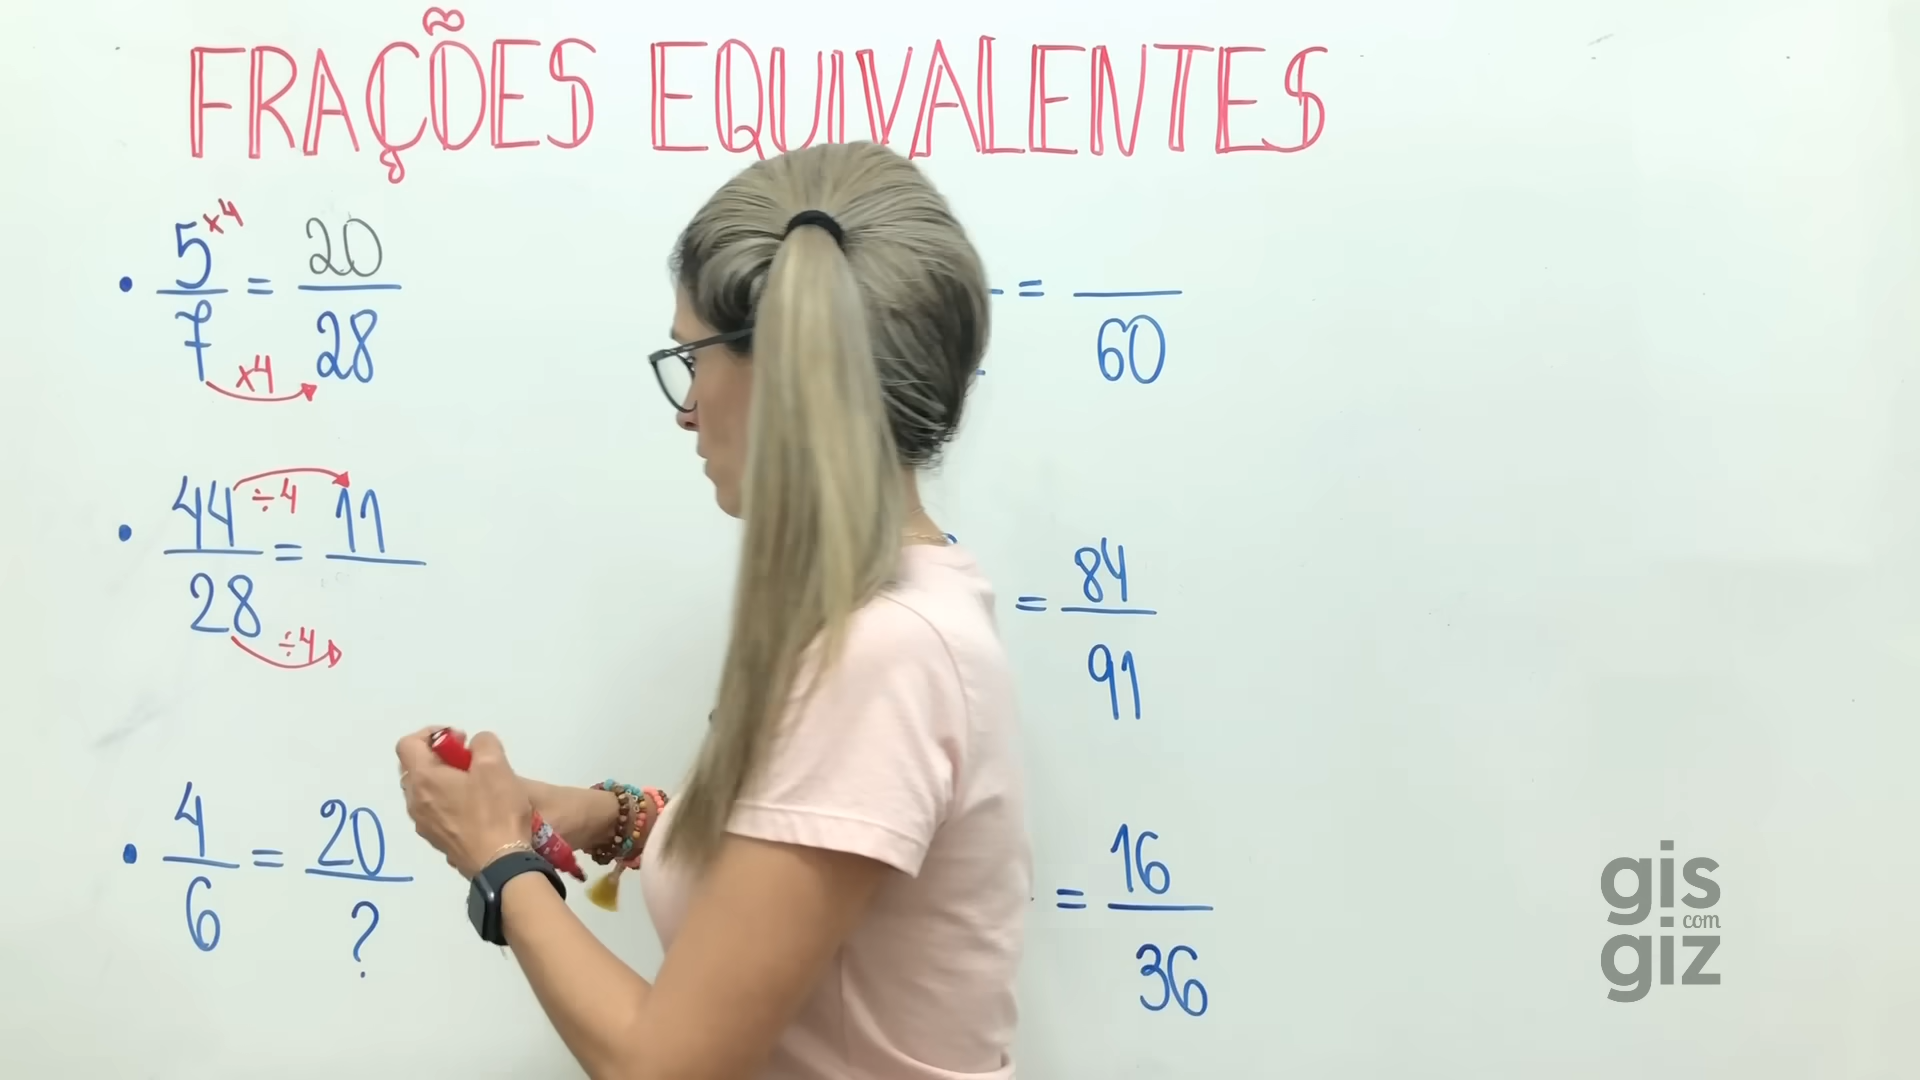 FRAÇÕES EQUIVALENTES
• 5 ×4 = 20
7 ×4 28
= 60
• 44 ÷4 = 11
28 ÷4
= 84
91
• 4 = 20
6 ?
= 16
36
gis
com
giz